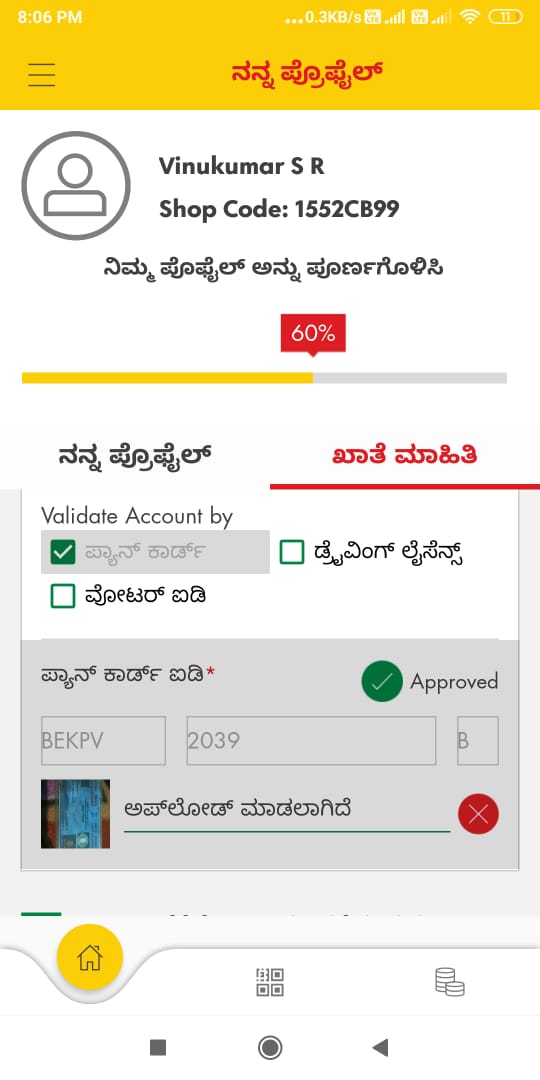 8:06 PM ...0.3KB/s 11
ನನ್ನ ಪ್ರೊಫೈಲ್
Vinukumar S R
Shop Code: 1552CB99
ನಿಮ್ಮ ಪೊಫೈಲ್ ಅನ್ನು ಪೂರ್ಣಗೊಳಿಸಿ
60%
ನನ್ನ ಪ್ರೊಫೈಲ್ ಖಾತೆ ಮಾಹಿತಿ
Validate Account by
ಪ್ಯಾನ್ ಕಾರ್ಡ್ ಡ್ರೈವಿಂಗ್ ಲೈಸೆನ್ಸ್
ವೋಟರ್ ಐಡಿ
ಪ್ಯಾನ್ ಕಾರ್ಡ್ ಐಡಿ* Approved
BEKPV 2039 B
ಅಪ್‌ಲೋಡ್ ಮಾಡಲಾಗಿದೆ